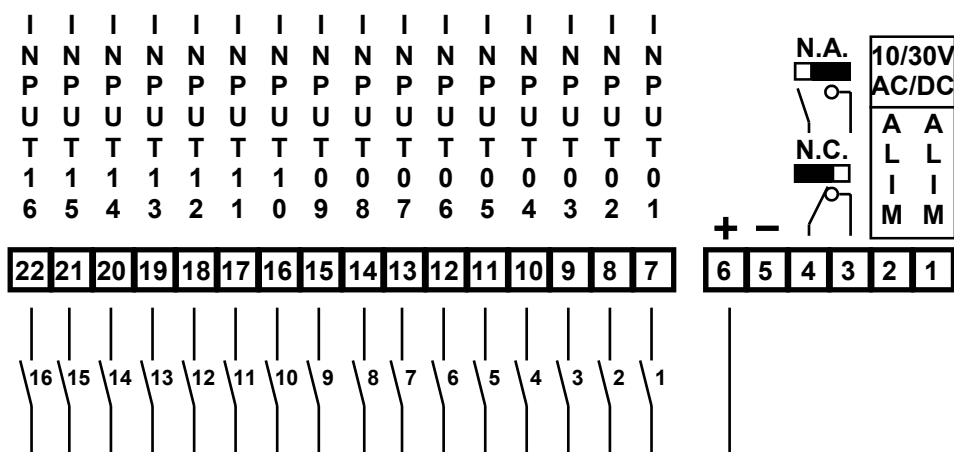 INPUT16 INPUT15 INPUT14 INPUT13 INPUT12 INPUT11 INPUT10 INPUT09 INPUT08 INPUT07 INPUT06 INPUT05 INPUT04 INPUT03 INPUT02 INPUT01
N.A.
N.C.
10/30V
AC/DC
ALIM ALIM
+ −
22 21 20 19 18 17 16 15 14 13 12 11 10 9 8 7 6 5 4 3 2 1
16 15 14 13 12 11 10 9 8 7 6 5 4 3 2 1